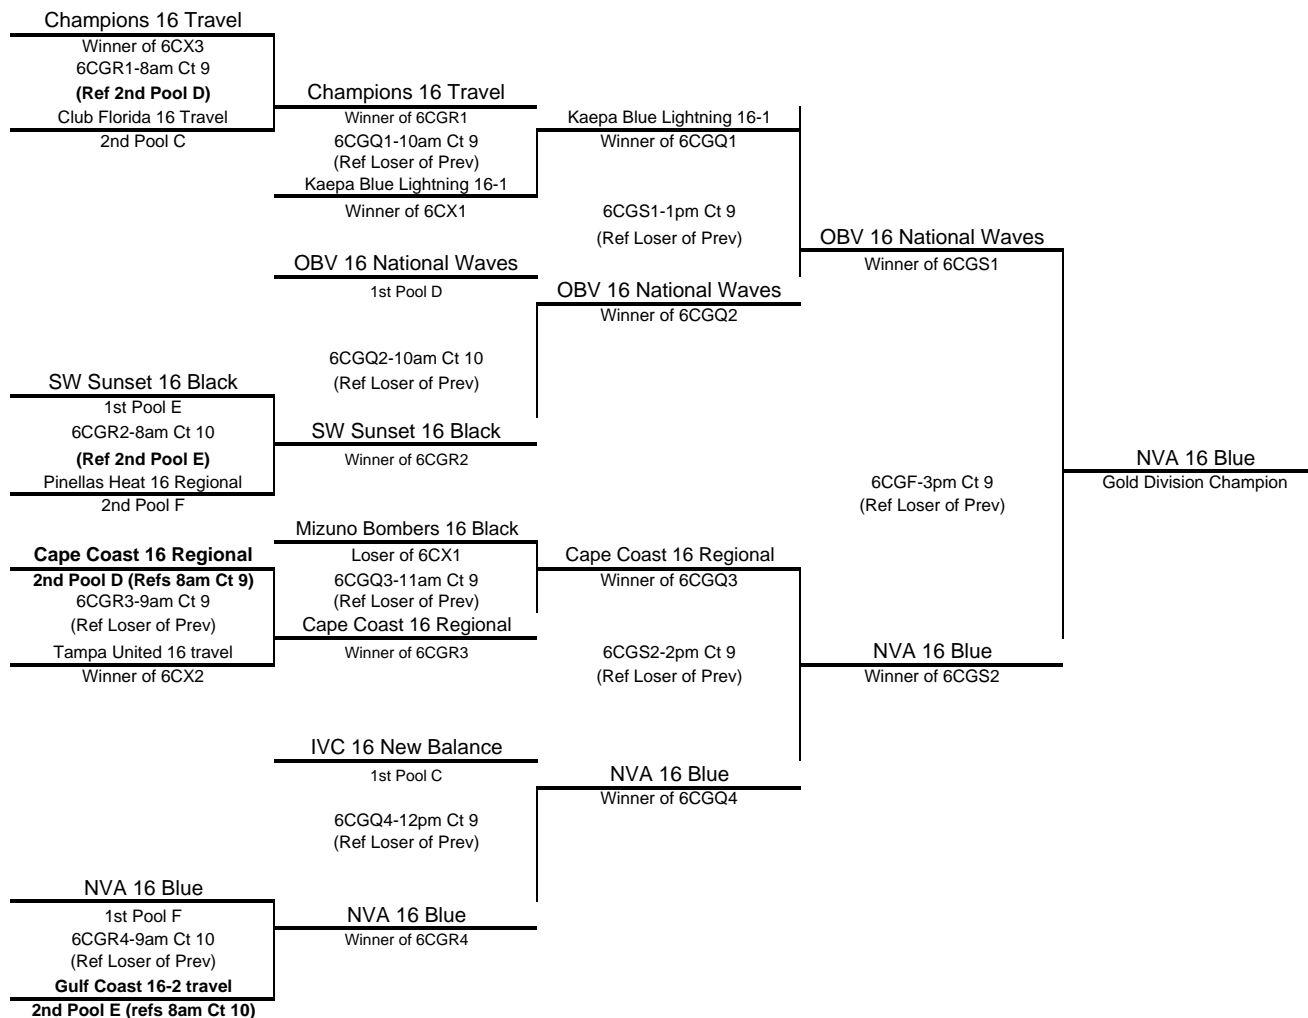 Champions 16 Travel
Winner of 6CX3
6CGR1-8am Ct 9
(Ref 2nd Pool D)
Club Florida 16 Travel
2nd Pool C
Champions 16 Travel
Winner of 6CGR1
6CGQ1-10am Ct 9
(Ref Loser of Prev)
Kaepa Blue Lightning 16-1
Winner of 6CX1
Kaepa Blue Lightning 16-1
Winner of 6CGQ1
6CGS1-1pm Ct 9
(Ref Loser of Prev)
OBV 16 National Waves
Winner of 6CGS1
OBV 16 National Waves
1st Pool D
OBV 16 National Waves
Winner of 6CGQ2
6CGQ2-10am Ct 10
(Ref Loser of Prev)
SW Sunset 16 Black
1st Pool E
6CGR2-8am Ct 10
(Ref 2nd Pool E)
Pinellas Heat 16 Regional
2nd Pool F
SW Sunset 16 Black
Winner of 6CGR2
6CGF-3pm Ct 9
(Ref Loser of Prev)
NVA 16 Blue
Gold Division Champion
Mizuno Bombers 16 Black
Loser of 6CX1
6CGQ3-11am Ct 9
(Ref Loser of Prev)
Cape Coast 16 Regional
Winner of 6CGR3
Cape Coast 16 Regional
2nd Pool D (Refs 8am Ct 9)
6CGR3-9am Ct 9
(Ref Loser of Prev)
Tampa United 16 travel
Winner of 6CX2
Cape Coast 16 Regional
Winner of 6CGQ3
6CGS2-2pm Ct 9
(Ref Loser of Prev)
NVA 16 Blue
Winner of 6CGS2
IVC 16 New Balance
1st Pool C
6CGQ4-12pm Ct 9
(Ref Loser of Prev)
NVA 16 Blue
Winner of 6CGQ4
NVA 16 Blue
1st Pool F
6CGR4-9am Ct 10
(Ref Loser of Prev)
Gulf Coast 16-2 travel
2nd Pool E (refs 8am Ct 10)
NVA 16 Blue
Winner of 6CGR4